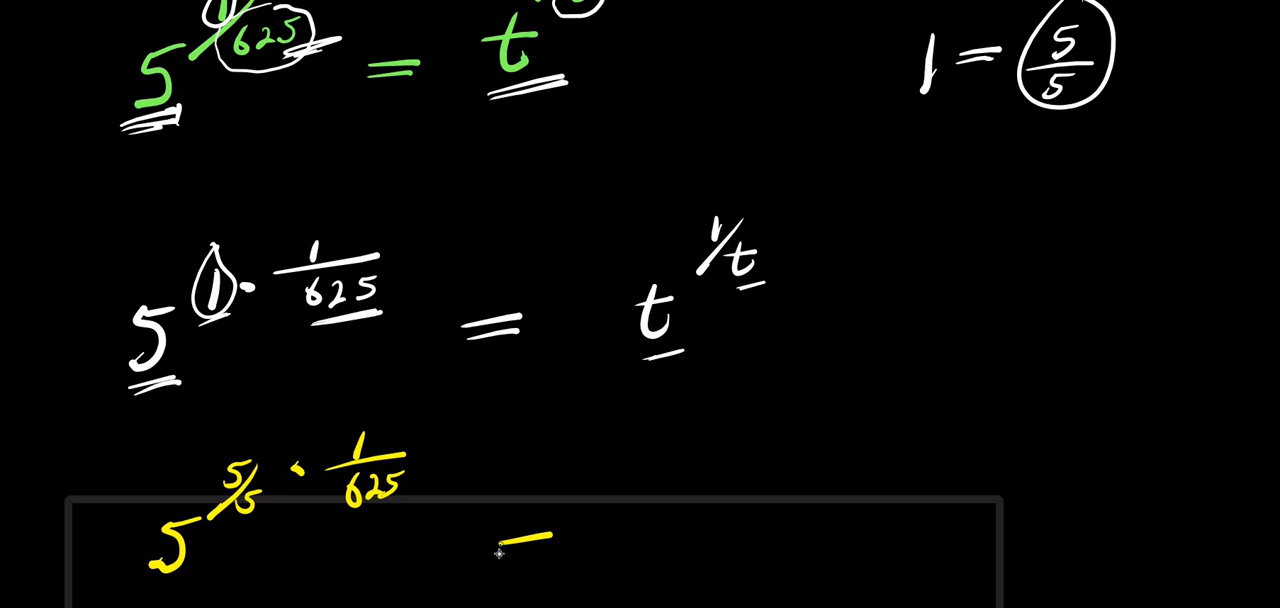 5^{1/625} = t^{1/t}
1 = 5/5
5^{1 · 1/625} = t^{1/t}
5^{5/5 · 1/625} –